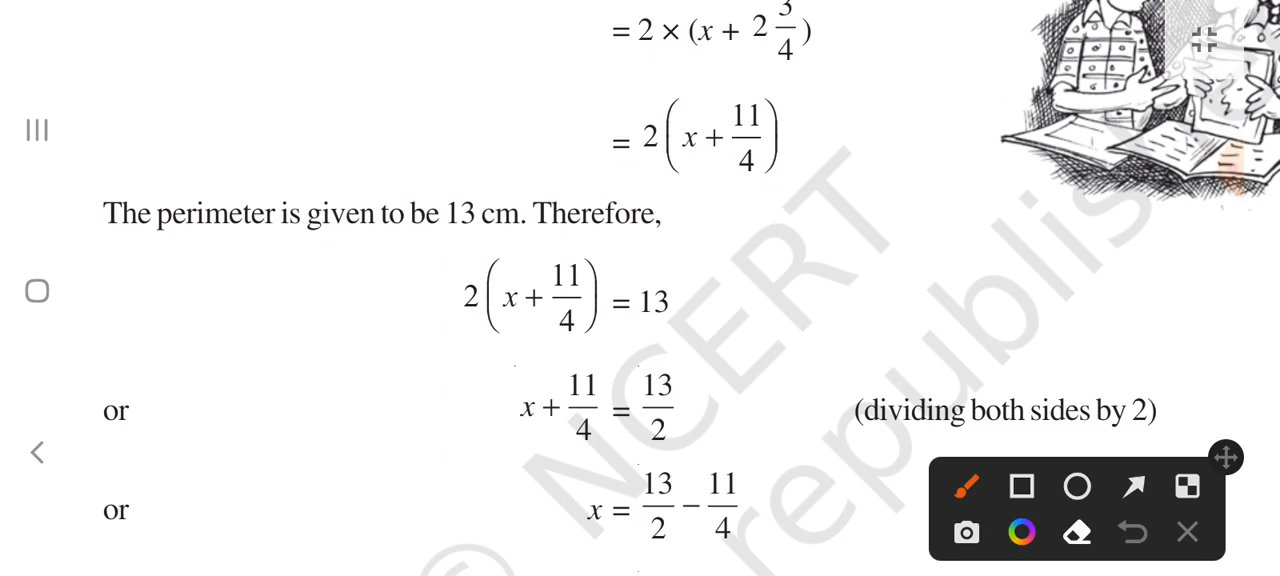 = 2 × (x + 2 3/4)
= 2(x + 11/4)
The perimeter is given to be 13 cm. Therefore,
2(x + 11/4) = 13
or x + 11/4 = 13/2 (dividing both sides by 2)
or x = 13/2 − 11/4
© NCERT
republis